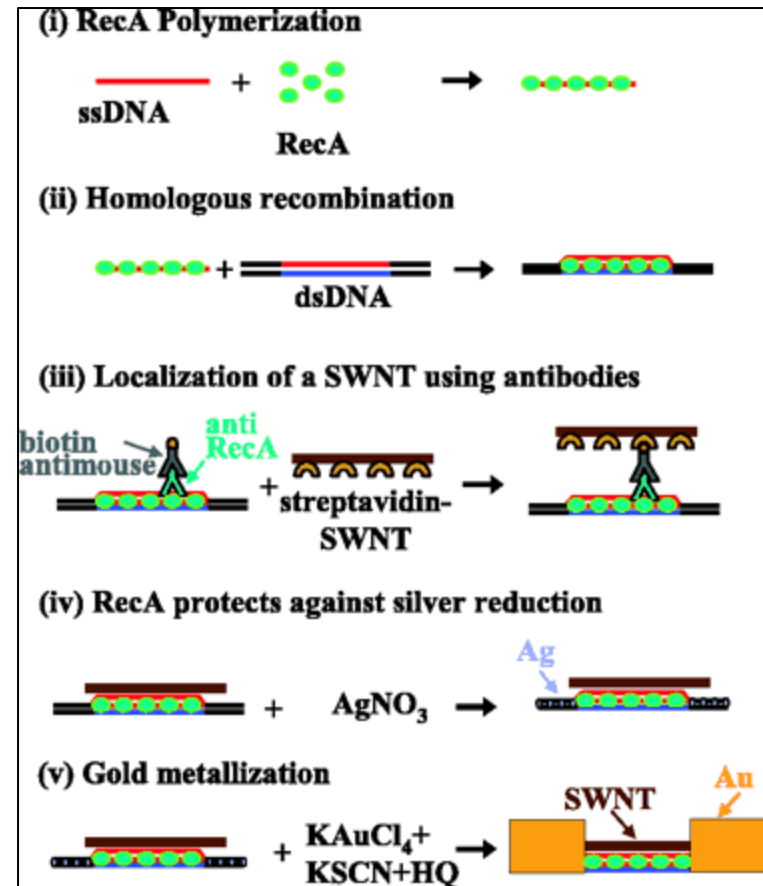 (i) RecA Polymerization
+
ssDNA
RecA
(ii) Homologous recombination
+
dsDNA
(iii) Localization of a SWNT using antibodies
biotin
antimouse
anti
RecA
+
streptavidin-
SWNT
(iv) RecA protects against silver reduction
Ag
+ AgNO₃
(v) Gold metallization
Au
SWNT
+ KAuCl₄+
KSCN+HQ